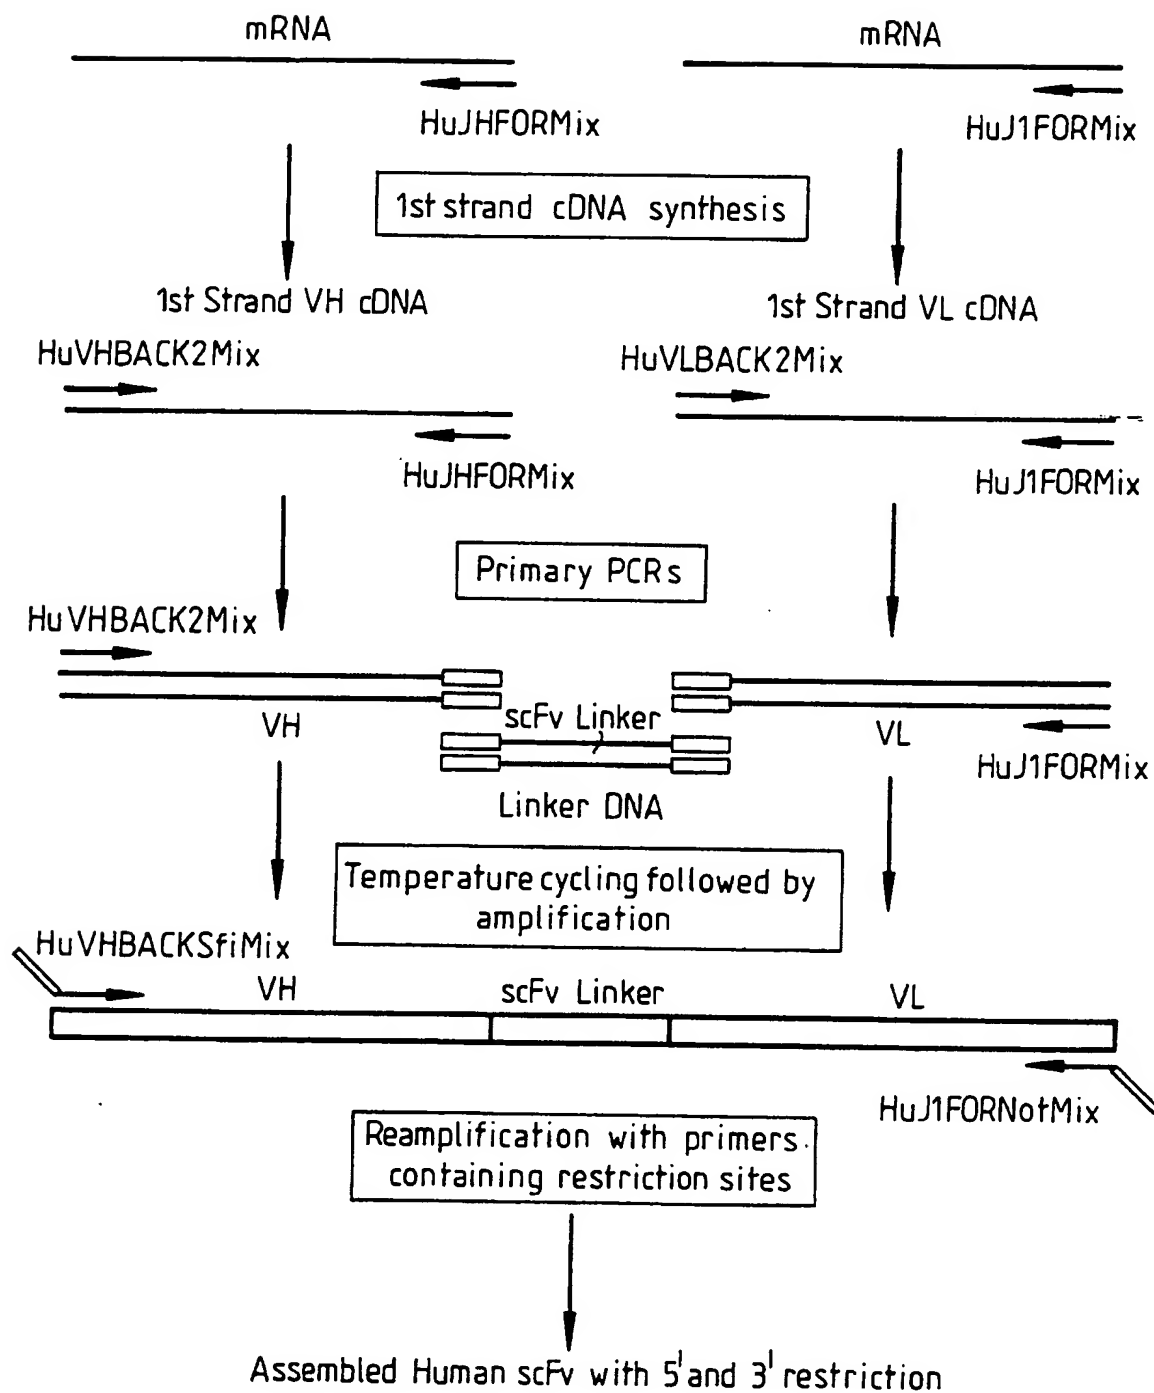 mRNA
mRNA
HuJHFORMix
HuJ1FORMix
1st strand cDNA synthesis
1st Strand VH cDNA
1st Strand VL cDNA
HuVHBACK2Mix
HuVLBACK2Mix
HuJHFORMix
HuJ1FORMix
Primary PCRs
HuVHBACK2Mix
VH
scFv Linker
VL
HuJ1FORMix
Linker DNA
Temperature cycling followed by
amplification
HuVHBACKSfiMix
VH
scFv Linker
VL
HuJ1FORNotMix
Reamplification with primers
containing restriction sites
Assembled Human scFv with 5' and 3' restriction